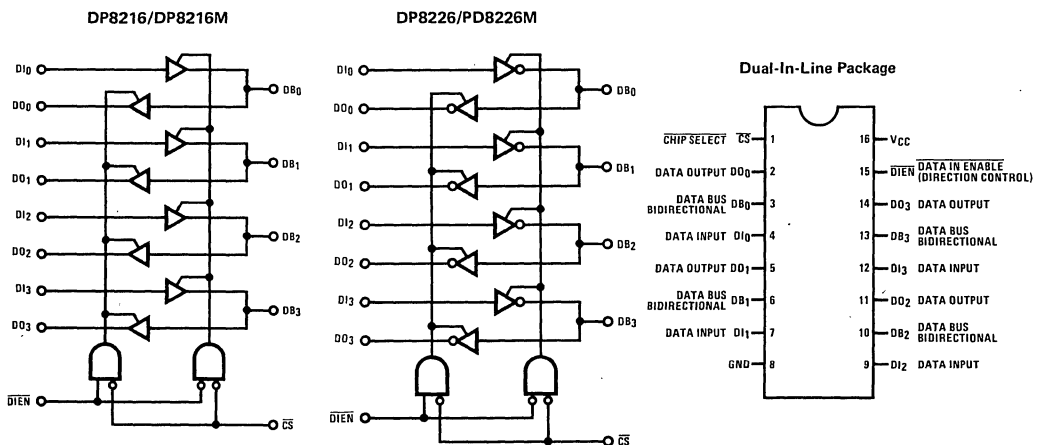 DP8216/DP8216M
DI0
DB0
DO0
DI1
DB1
DO1
DI2
DB2
DO2
DI3
DB3
DO3
DIEN
CS
DP8226/PD8226M
DI0
DB0
DO0
DI1
DB1
DO1
DI2
DB2
DO2
DI3
DB3
DO3
DIEN
CS
Dual-In-Line Package
CHIP SELECT CS 1
DATA OUTPUT DO0 2
DATA BUS
BIDIRECTIONAL DB0 3
DATA INPUT DI0 4
DATA OUTPUT DO1 5
DATA BUS
BIDIRECTIONAL DB1 6
DATA INPUT DI1 7
GND 8
16 VCC
15 DIEN DATA IN ENABLE
(DIRECTION CONTROL)
14 DO3 DATA OUTPUT
13 DB3 DATA BUS
BIDIRECTIONAL
12 DI3 DATA INPUT
11 DO2 DATA OUTPUT
10 DB2 DATA BUS
BIDIRECTIONAL
9 DI2 DATA INPUT